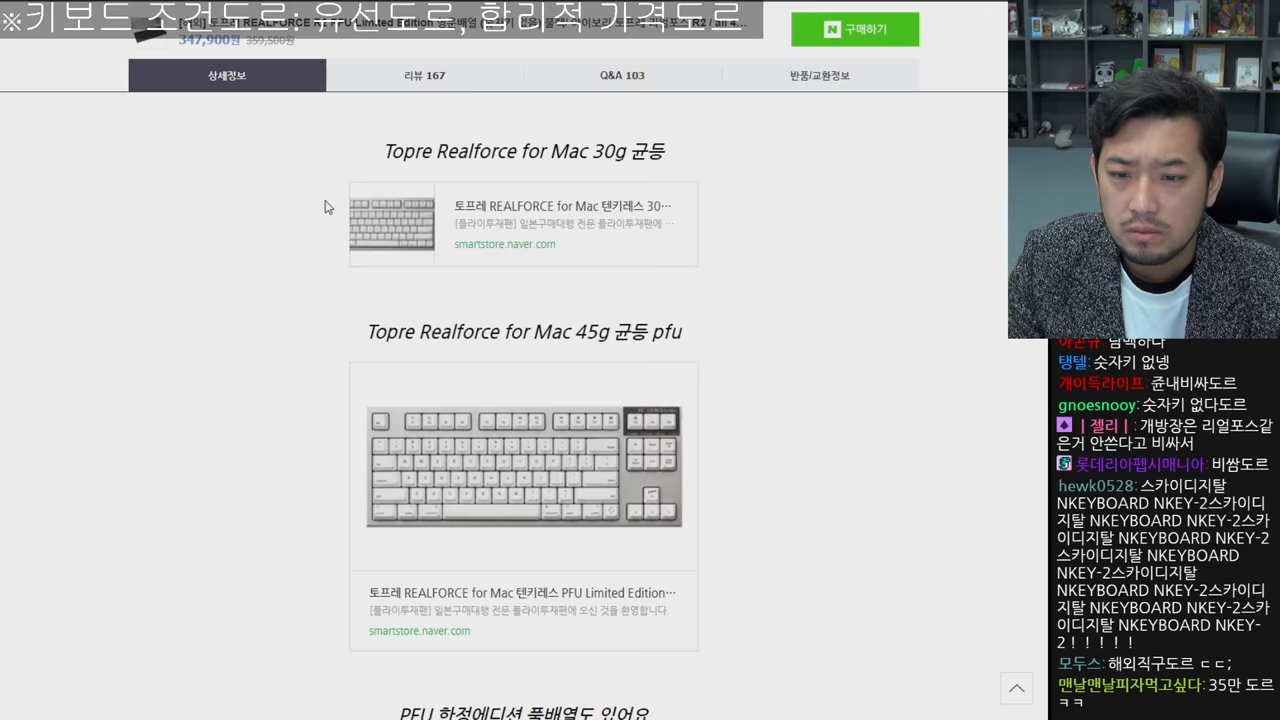 ※키보드 조건도르: 유선도르, 합리적 가격도르
347,900원 359,500원
구매하기
상세정보
리뷰 167
Q&A 103
반품/교환정보
Topre Realforce for Mac 30g 균등
토프레 REALFORCE for Mac 텐키레스 30…
[플라이투재팬] 일본구매대행 전문 플라이투재팬에 …
smartstore.naver.com
Topre Realforce for Mac 45g 균등 pfu
토프레 REALFORCE for Mac 텐키레스 PFU Limited Edition…
[플라이투재팬] 일본구매대행 전문 플라이투재팬에 오신 것을 환영합니다.
smartstore.naver.com
PFU 한정에디션 풀배열도 있어요
탱텔: 숫자키 없넹
개이득라이프: 쥰내비싸도르
gnoesnooy: 숫자키 없다도르
ㅣ젤리ㅣ: 개방장은 리얼포스같
은거 안쓴다고 비싸서
롯데리아펩시매니아: 비쌈도르
hewk0528: 스카이디지탈
NKEYBOARD NKEY-2스카이디
지탈 NKEYBOARD NKEY-2스카
이디지탈 NKEYBOARD NKEY-2
스카이디지탈 NKEYBOARD
NKEY-2스카이디지탈
NKEYBOARD NKEY-2스카이디
지탈 NKEYBOARD NKEY-2스카
이디지탈 NKEYBOARD NKEY-
2！！！！！
모두스: 해외직구도르 ㄷㄷ;
맨날맨날피자먹고싶다: 35만 도르
ㅋㅋ